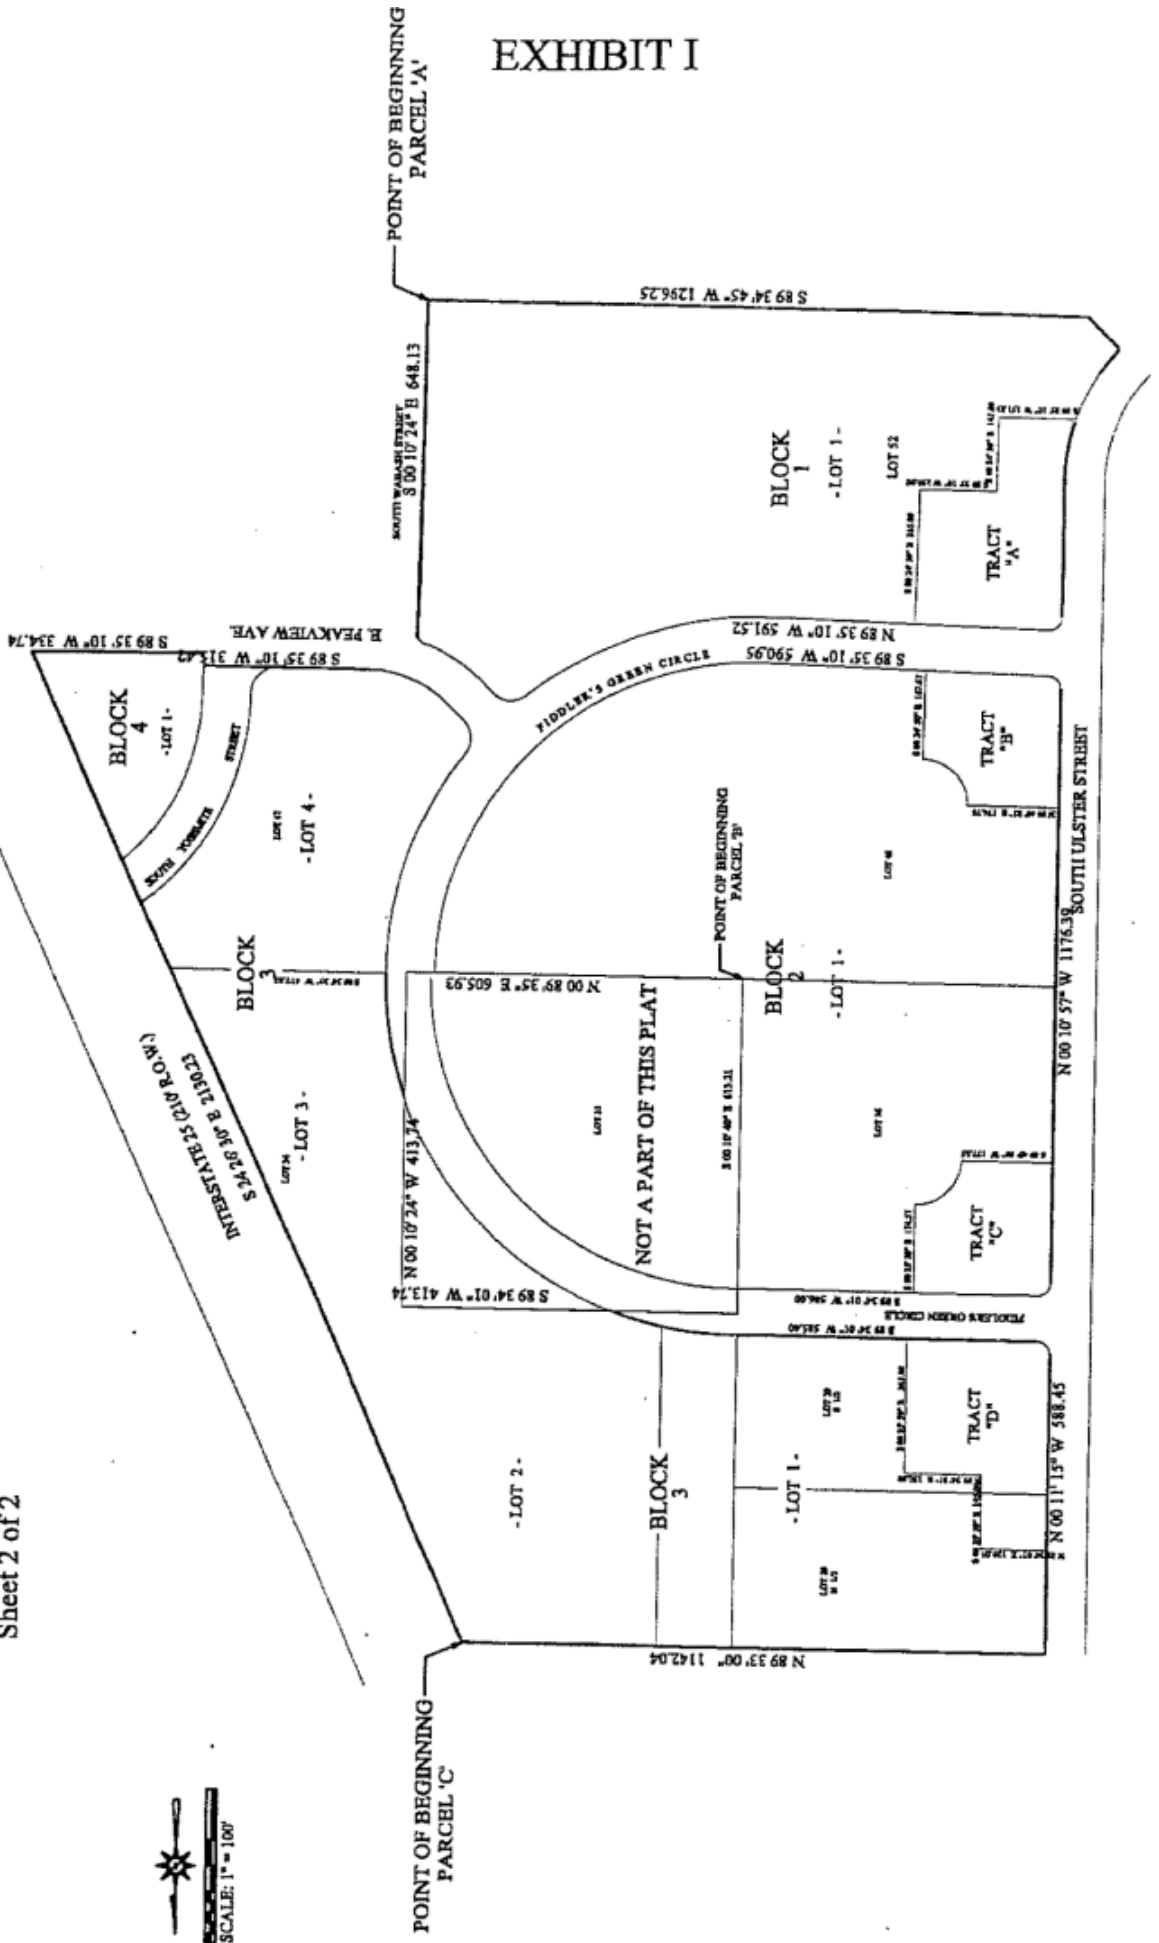 EXHIBIT I
Sheet 2 of 2
POINT OF BEGINNING
PARCEL 'A'
S 89 34' 45" W 1296.25
SOUTH WABASH STREET
S 00 10' 24" E 648.13
BLOCK
1
- LOT 1 -
LOT 52
TRACT
"A"
E. PEAKVIEW AVE.
S 89 35' 10" W 334.74
S 89 35' 10" W 315.42
BLOCK
4
- LOT 1 -
STREET
SOUTH YOSEMITE
N 89 35' 10" W 591.52
S 89 35' 10" W 590.95
FIDDLER'S GREEN CIRCLE
TRACT
"B"
- LOT 4 -
POINT OF BEGINNING
PARCEL 'B'
SOUTH ULSTER STREET
N 00 10' 57" W 1176.39
BLOCK
3
BLOCK
2
- LOT 1 -
N 00 89' 35" E 605.93
NOT A PART OF THIS PLAT
INTERSTATE 25 (210' R.O.W.)
S 24 28' 30" E 2130.23
- LOT 3 -
N 00 10' 24" W 413.74
S 89 34' 01" W 413.74
TRACT
"C"
FIDDLER'S GREEN CIRCLE
TRACT
"D"
- LOT 2 -
BLOCK
3
- LOT 1 -
N 00 11' 15" W 588.45
N 89 33' 00" 1142.04
POINT OF BEGINNING
PARCEL 'C'
SCALE: 1" = 100'